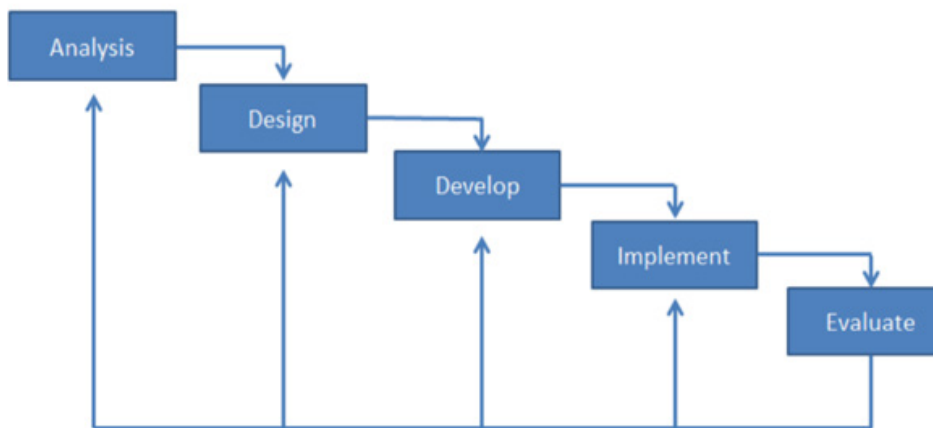 Analysis
Design
Develop
Implement
Evaluate